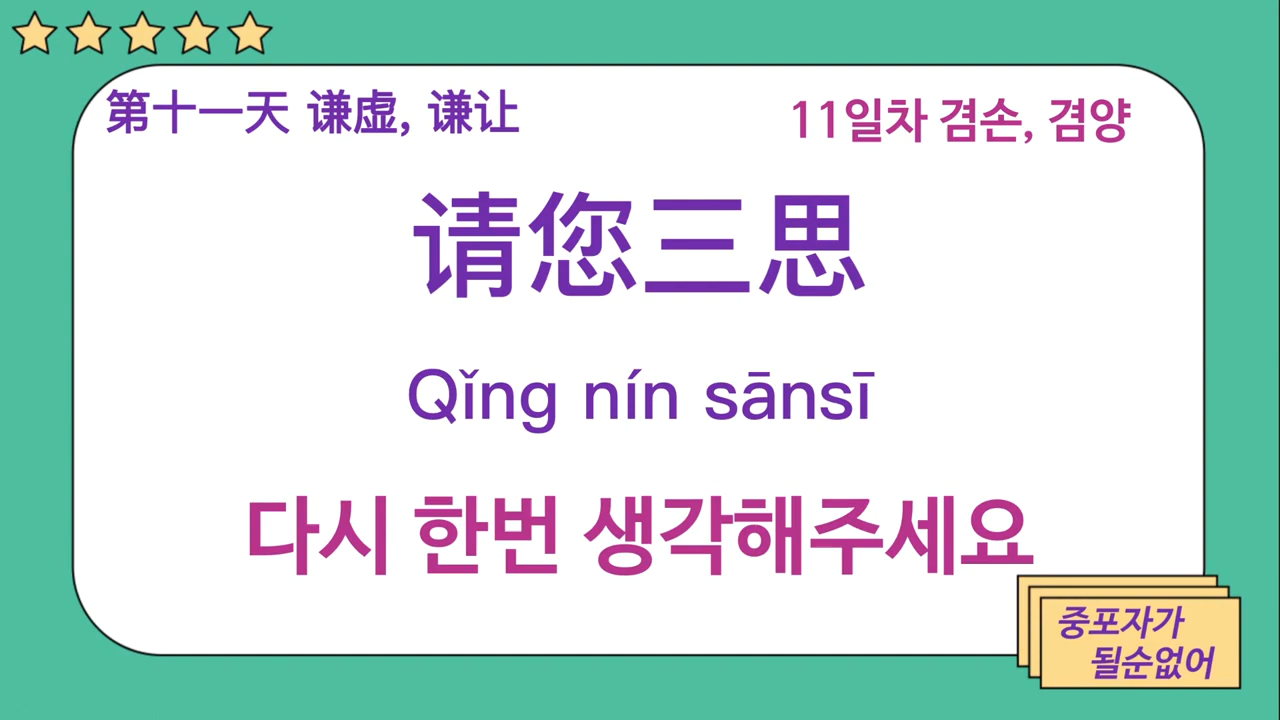 第十一天 谦虚, 谦让
11일차 겸손, 겸양
请您三思
Qǐng nín sānsī
다시 한번 생각해주세요
중포자가
될순없어